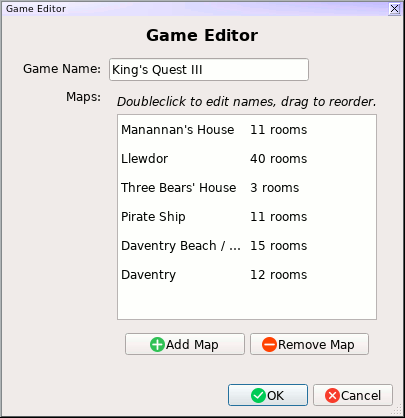 Game Editor
Game Editor
Game Name: King's Quest III
Maps: Doubleclick to edit names, drag to reorder.
Manannan's House 11 rooms
Llewdor 40 rooms
Three Bears' House 3 rooms
Pirate Ship 11 rooms
Daventry Beach / ... 15 rooms
Daventry 12 rooms
Add Map Remove Map
OK Cancel